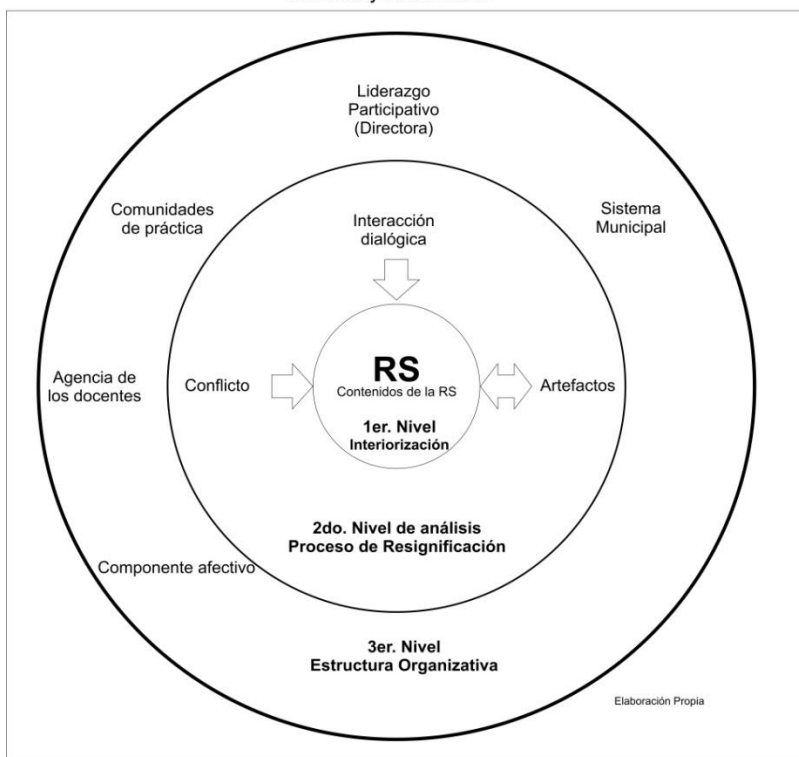 Liderazgo
Participativo
(Directora)
Comunidades
de práctica
Sistema
Municipal
Interacción
dialógica
Agencia de
los docentes
Conflicto
RS
Contenidos de la RS
Artefactos
1er. Nivel
Interiorización
2do. Nivel de análisis
Proceso de Resignificación
Componente afectivo
3er. Nivel
Estructura Organizativa
Elaboración Propia